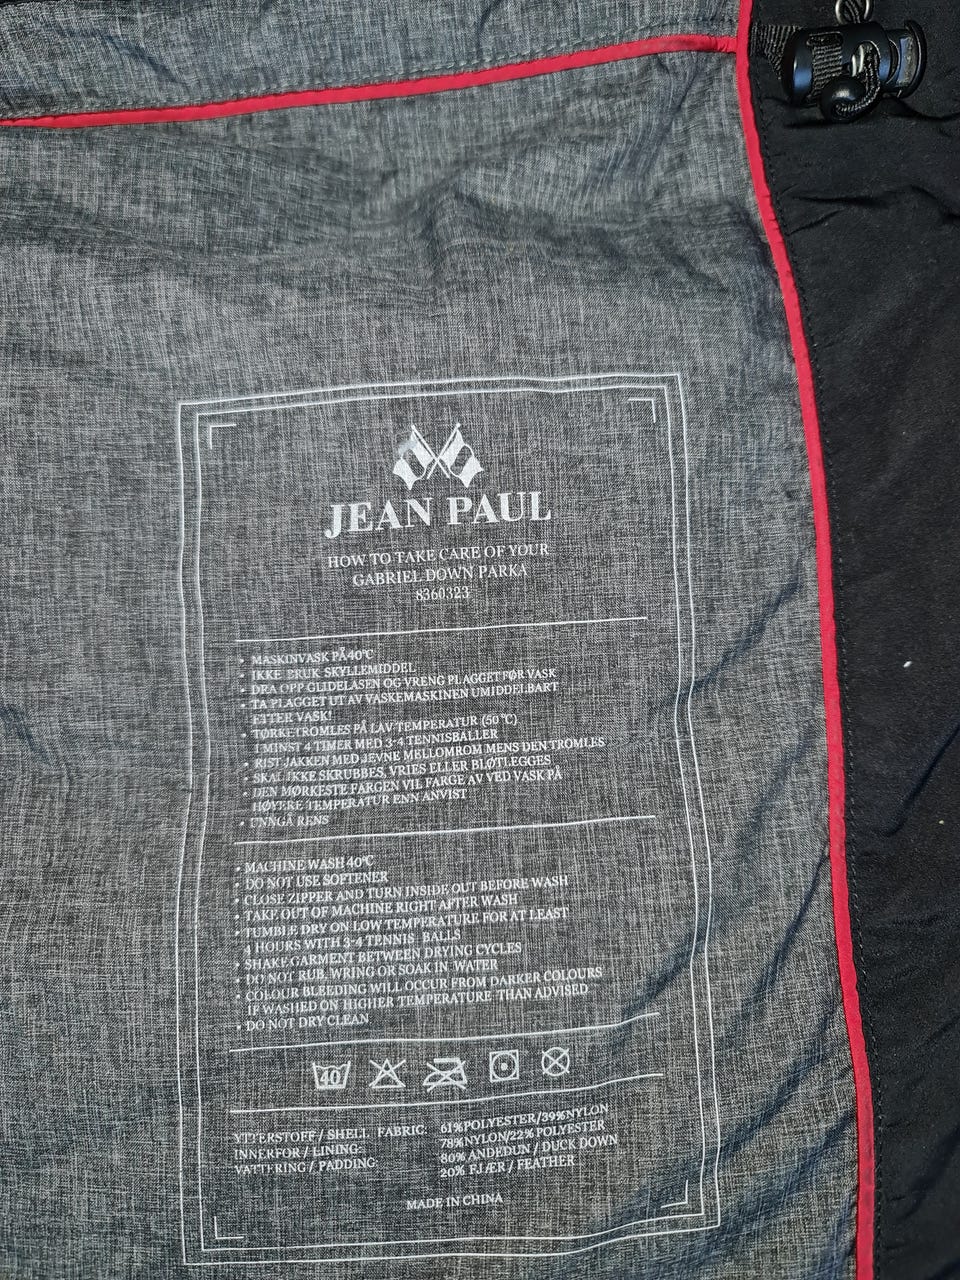 JEAN PAUL
HOW TO TAKE CARE OF YOUR
GABRIEL DOWN PARKA
8360323
• MASKINVASK PÅ 40°C
• IKKE BRUK SKYLLEMIDDEL
• DRA OPP GLIDELÅSEN OG VRENG PLAGGET FØR VASK
• TA PLAGGET UT AV VASKEMASKINEN UMIDDELBART
ETTER VASK!
• TØRKETROMLES PÅ LAV TEMPERATUR (50°C)
I MINST 4 TIMER MED 3-4 TENNISBALLER
• RIST JAKKEN MED JEVNE MELLOMROM MENS DEN TROMLES
• SKAL IKKE SKRUBBES, VRIES ELLER BLØTLEGGES
• DEN MØRKESTE FARGEN VIL FARGE AV VED VASK PÅ
HØYERE TEMPERATUR ENN ANVIST
• UNNGÅ RENS
• MACHINE WASH 40°C
• DO NOT USE SOFTENER
• CLOSE ZIPPER AND TURN INSIDE OUT BEFORE WASH
• TAKE OUT OF MACHINE RIGHT AFTER WASH
• TUMBLE DRY ON LOW TEMPERATURE FOR AT LEAST
4 HOURS WITH 3-4 TENNIS BALLS
• SHAKE GARMENT BETWEEN DRYING CYCLES
• DO NOT RUB, WRING OR SOAK IN WATER
• COLOUR BLEEDING WILL OCCUR FROM DARKER COLOURS
IF WASHED ON HIGHER TEMPERATURE THAN ADVISED
• DO NOT DRY CLEAN
40
YTTERSTOFF / SHELL FABRIC: 61%POLYESTER/39%NYLON
INNERFOR / LINING: 78%NYLON/22%POLYESTER
VATTERING / PADDING: 80% ANDEDUN / DUCK DOWN
20% FJÆR / FEATHER
MADE IN CHINA